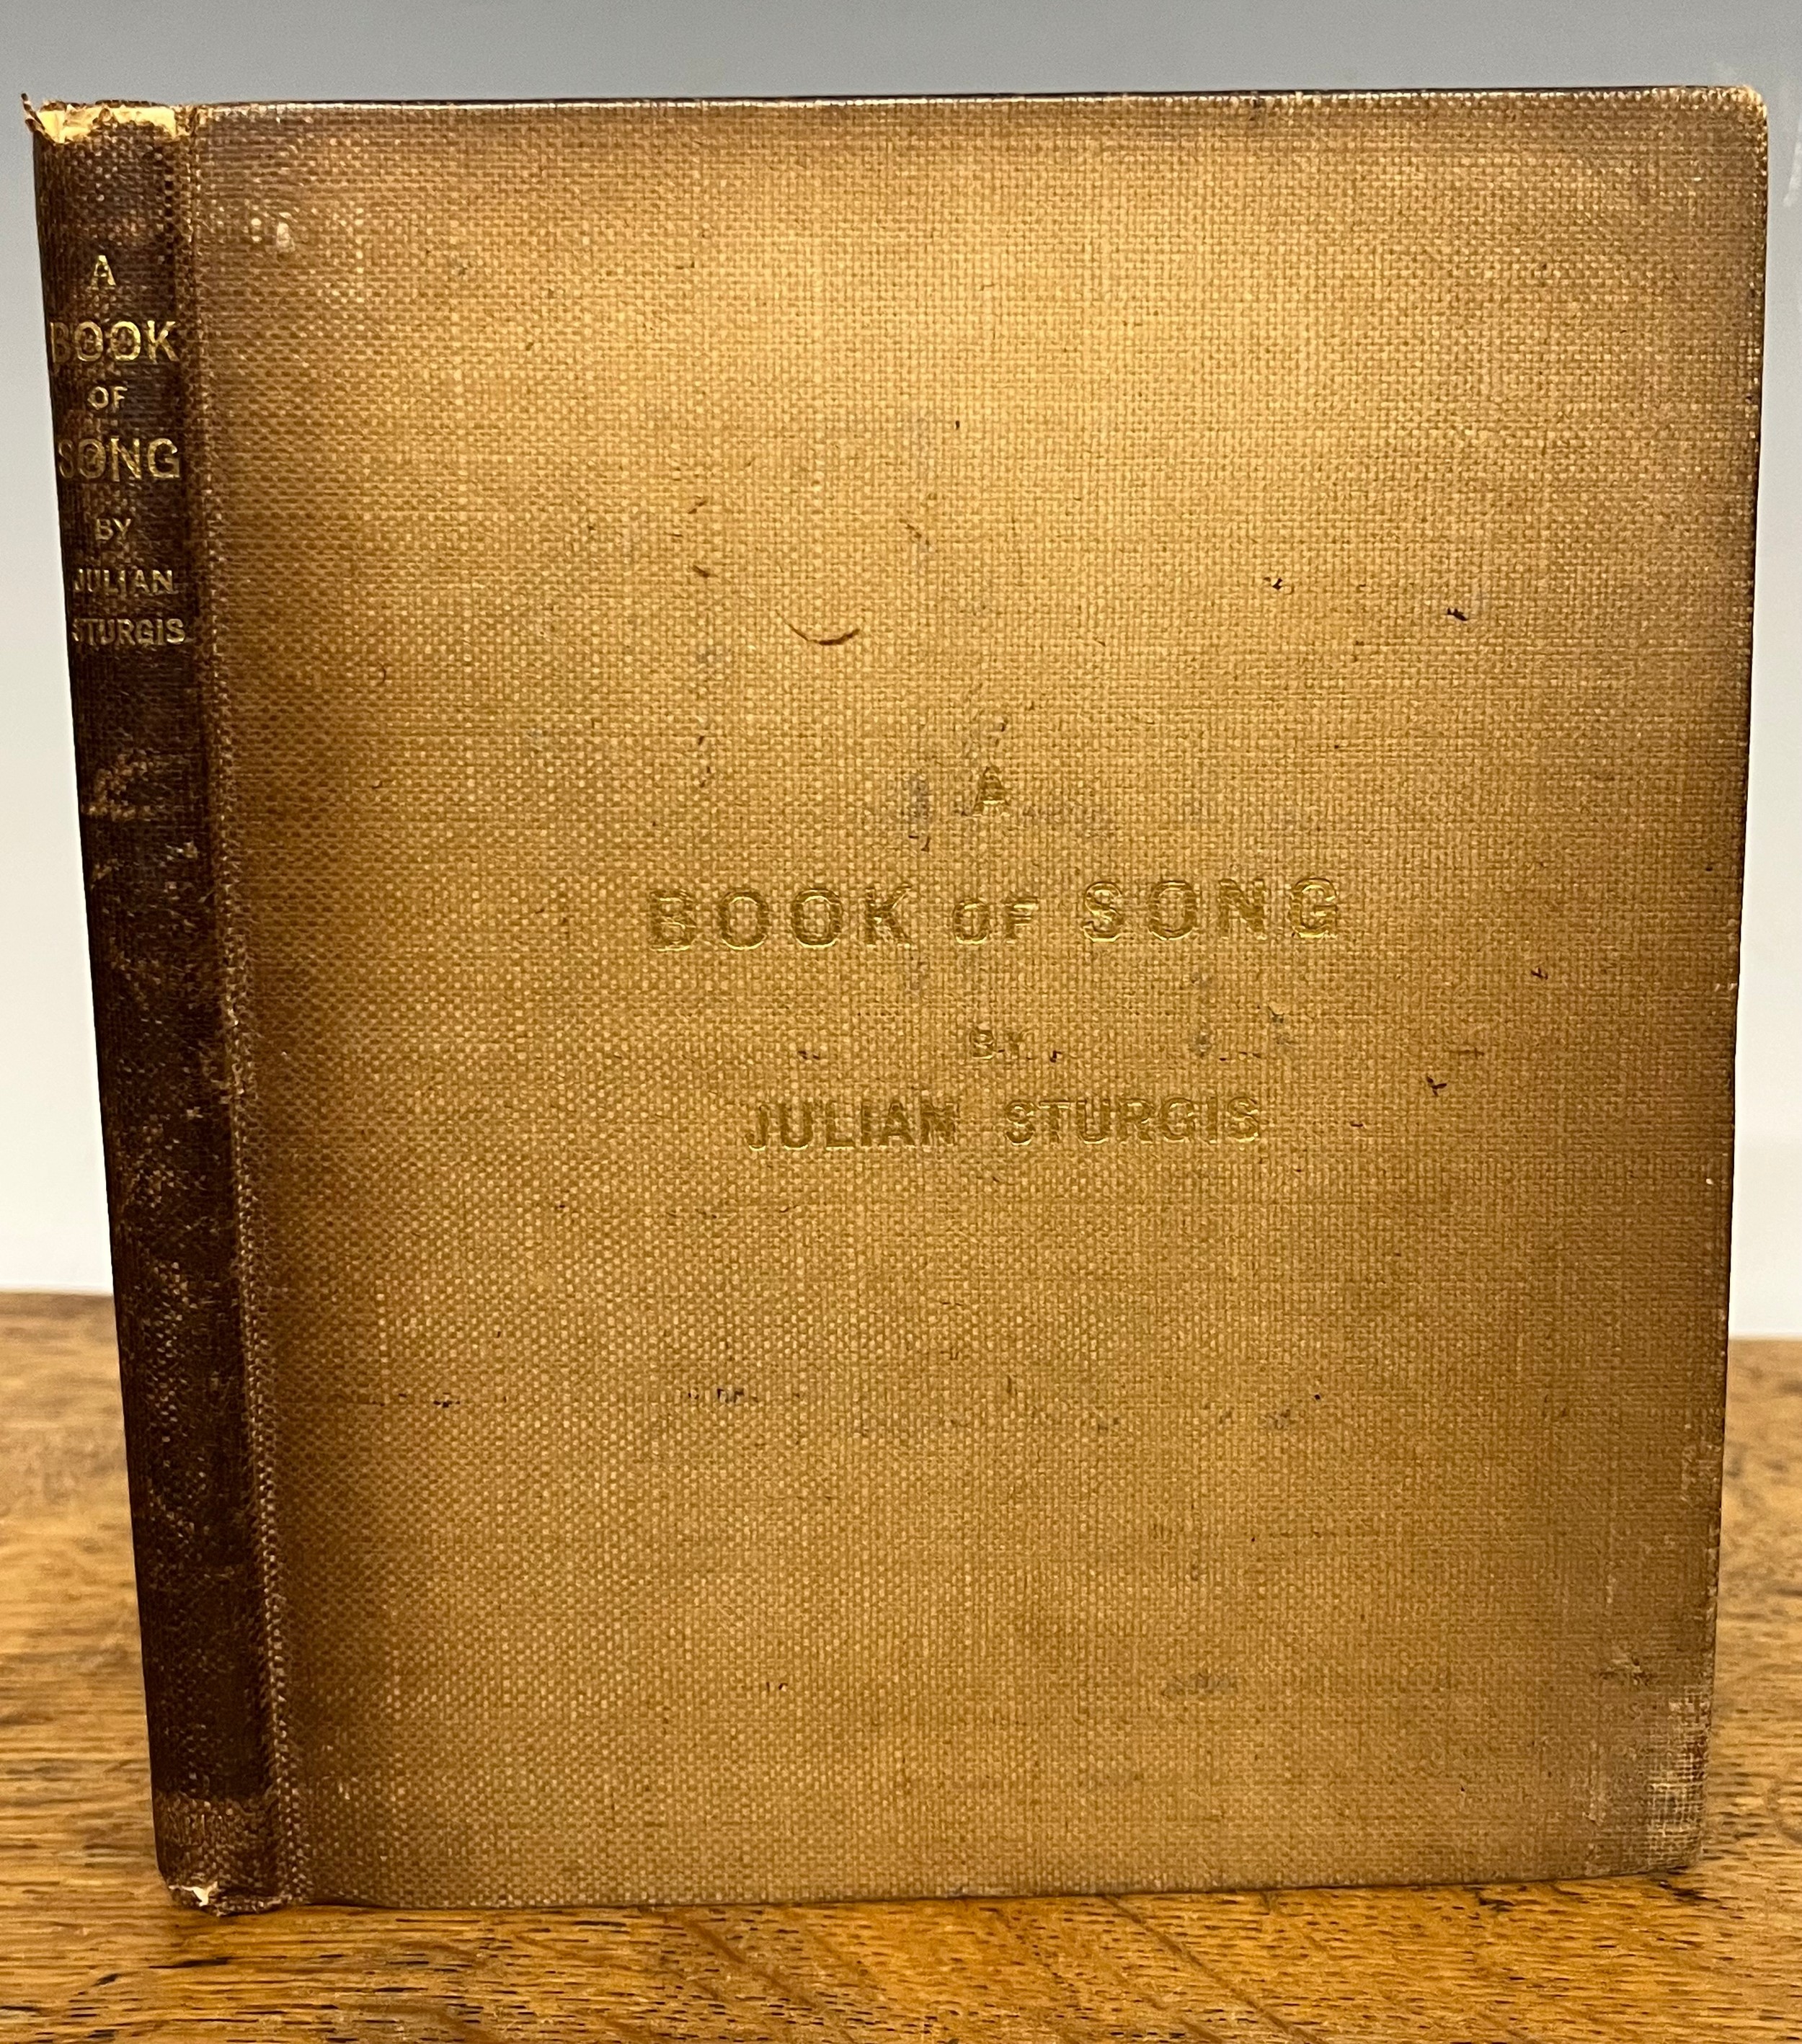 A
BOOK
OF
SONG
BY
JULIAN
STURGIS
A
BOOK OF SONG
BY
JULIAN STURGIS